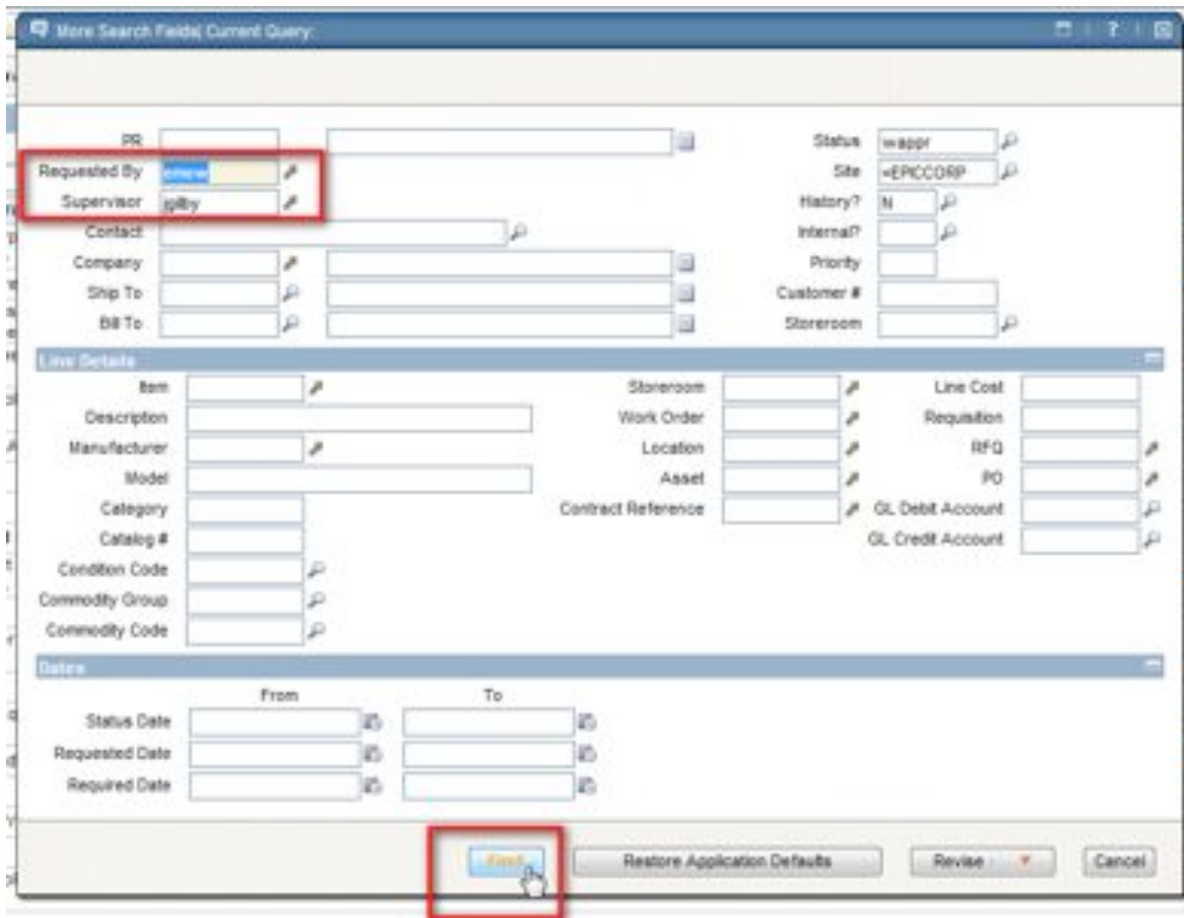 More Search Fields| Current Query:
?
PR
Status wappr
Requested By
Site =EPICCORP
Supervisor jgilby
History? N
Contact
Internal?
Company
Priority
Ship To
Customer #
Bill To
Storeroom
Line Details
Item
Storeroom
Line Cost
Description
Work Order
Requisition
Manufacturer
Location
RFQ
Model
Asset
PO
Category
Contract Reference
GL Debit Account
Catalog #
GL Credit Account
Condition Code
Commodity Group
Commodity Code
Dates
From To
Status Date
Requested Date
Required Date
Find Restore Application Defaults Revise Cancel